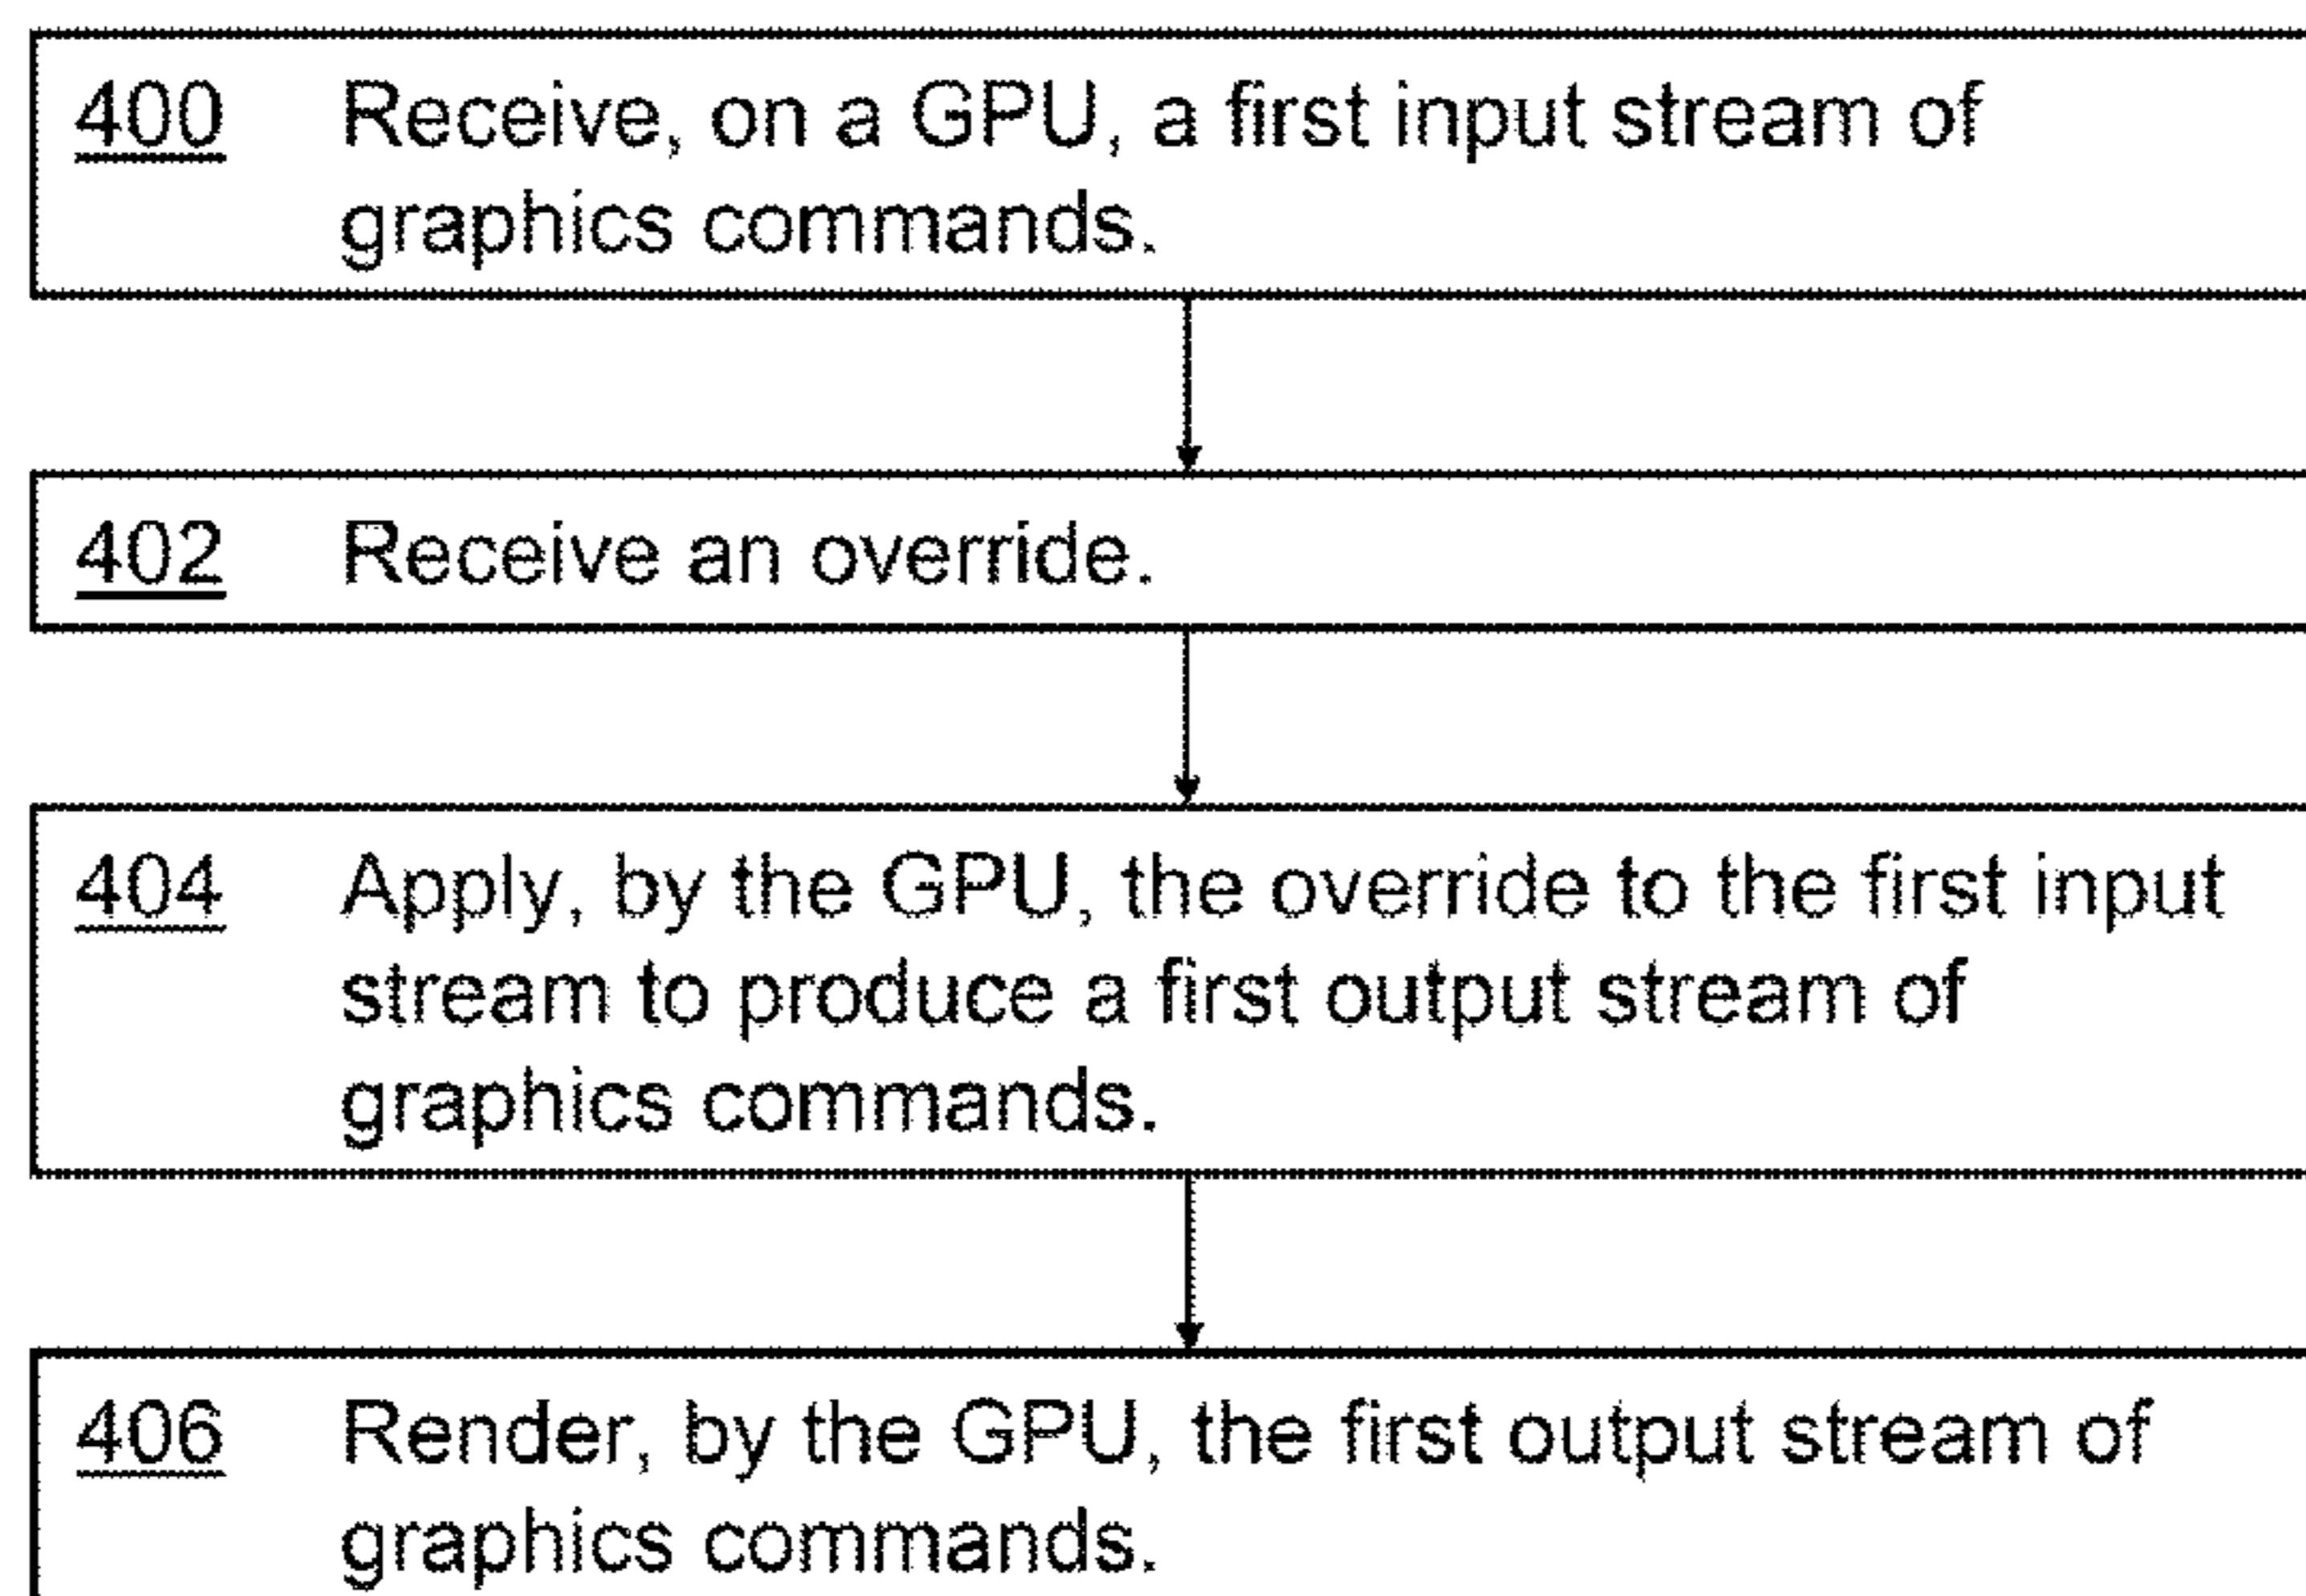 400 Receive, on a GPU, a first input stream of
graphics commands.
402 Receive an override.
404 Apply, by the GPU, the override to the first input
stream to produce a first output stream of
graphics commands.
406 Render, by the GPU, the first output stream of
graphics commands.